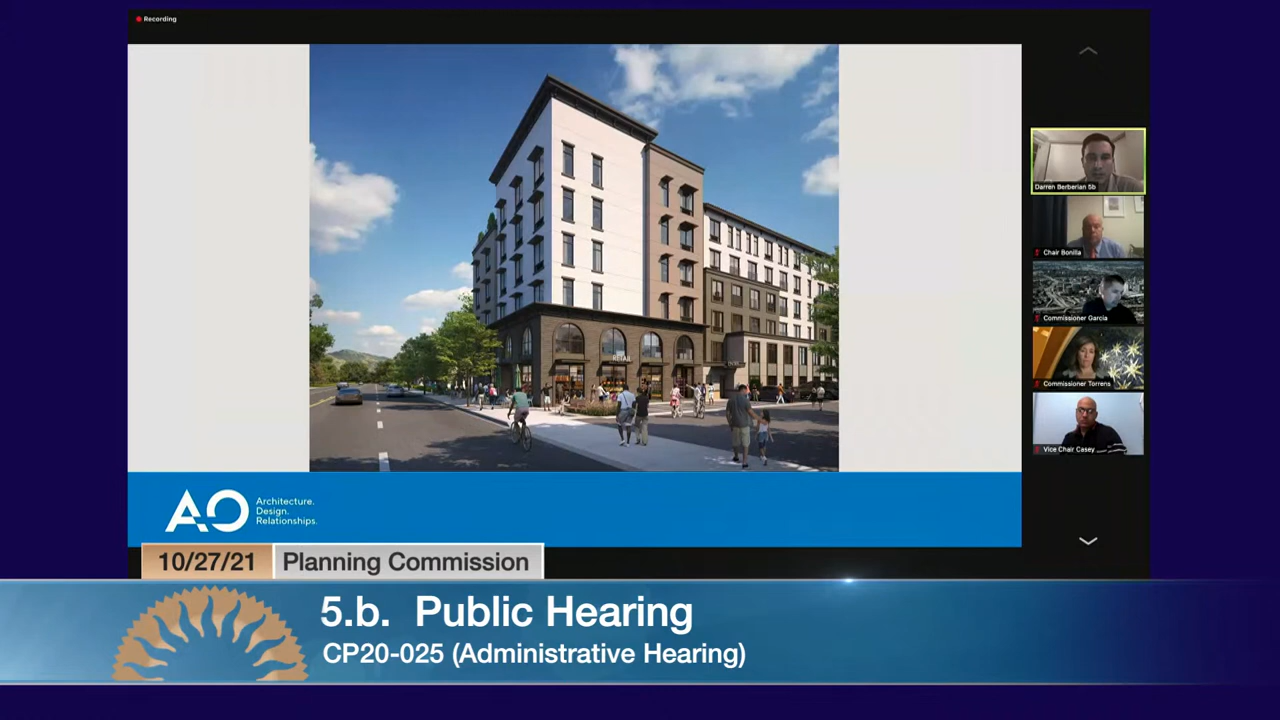 Recording
RETAIL
Darren Berberian 5b
Chair Bonilla
Commissioner Garcia
Commissioner Torrens
Vice Chair Casey
AO
Architecture.
Design.
Relationships.
10/27/21
Planning Commission
5.b. Public Hearing
CP20-025 (Administrative Hearing)